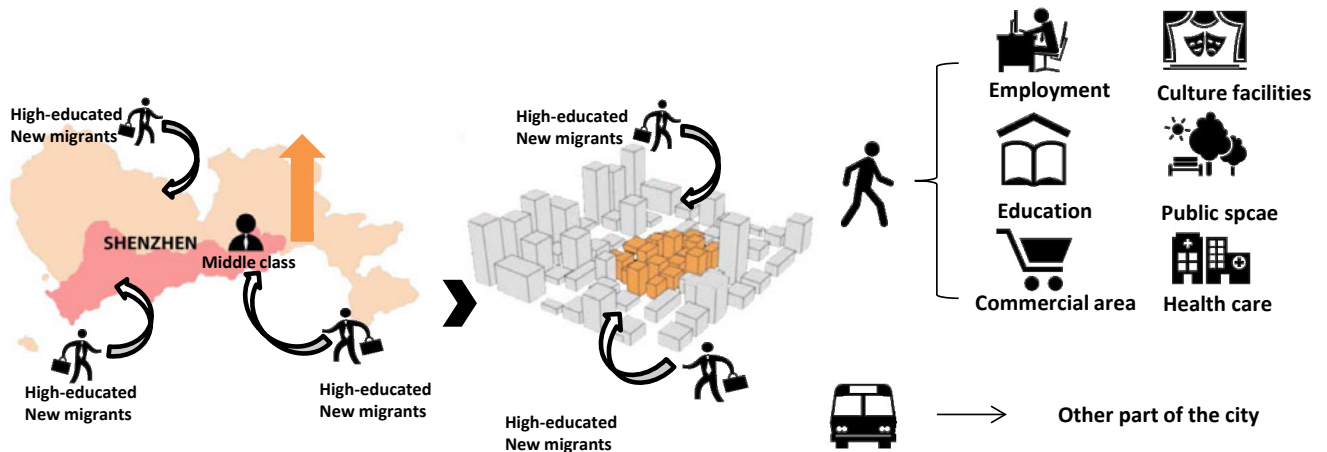 High-educated
New migrants
SHENZHEN
Middle class
High-educated
New migrants
High-educated
New migrants
High-educated
New migrants
High-educated
New migrants
Employment
Culture facilities
Education
Public spcae
Commercial area
Health care
Other part of the city